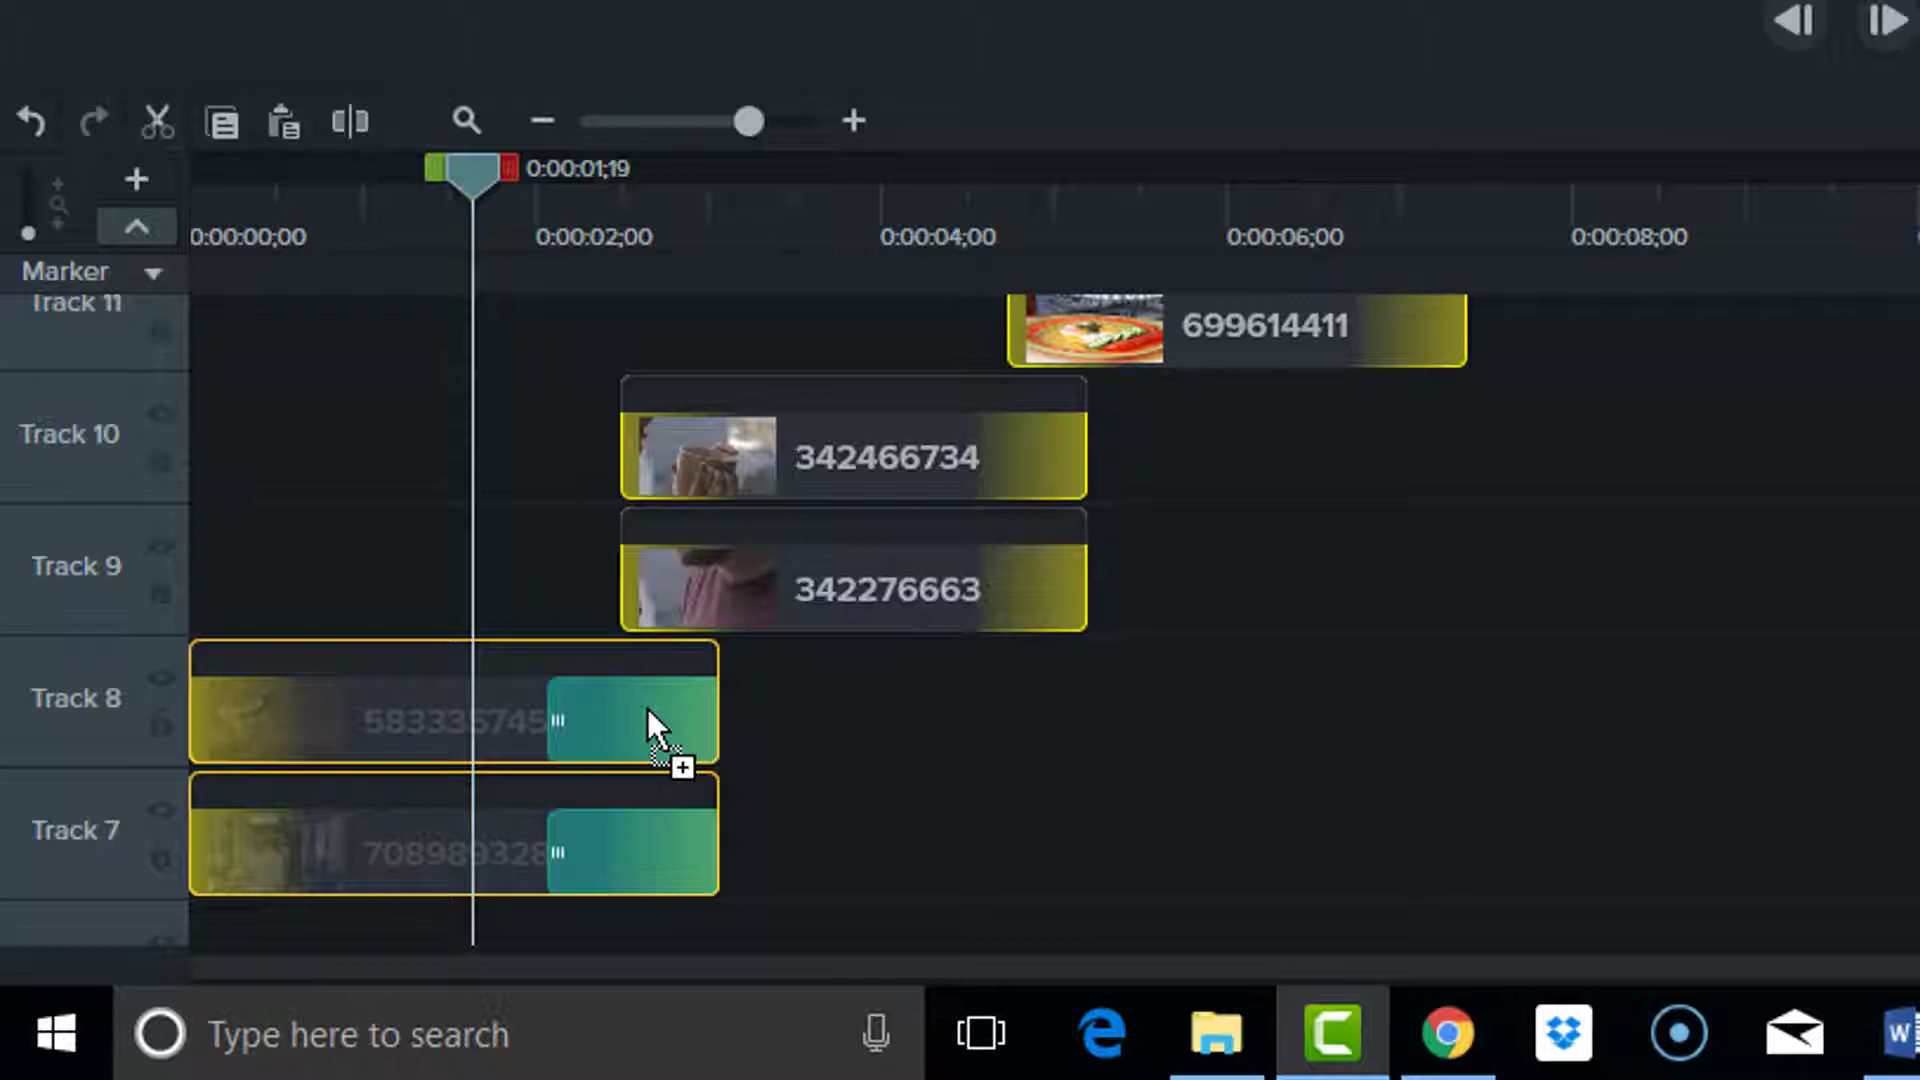 0:00:01;19
0:00:00;00 0:00:02;00 0:00:04;00 0:00:06;00 0:00:08;00
Marker
Track 11
699614411
Track 10
342466734
Track 9
342276663
Track 8
583335745
Track 7
708989328
Type here to search